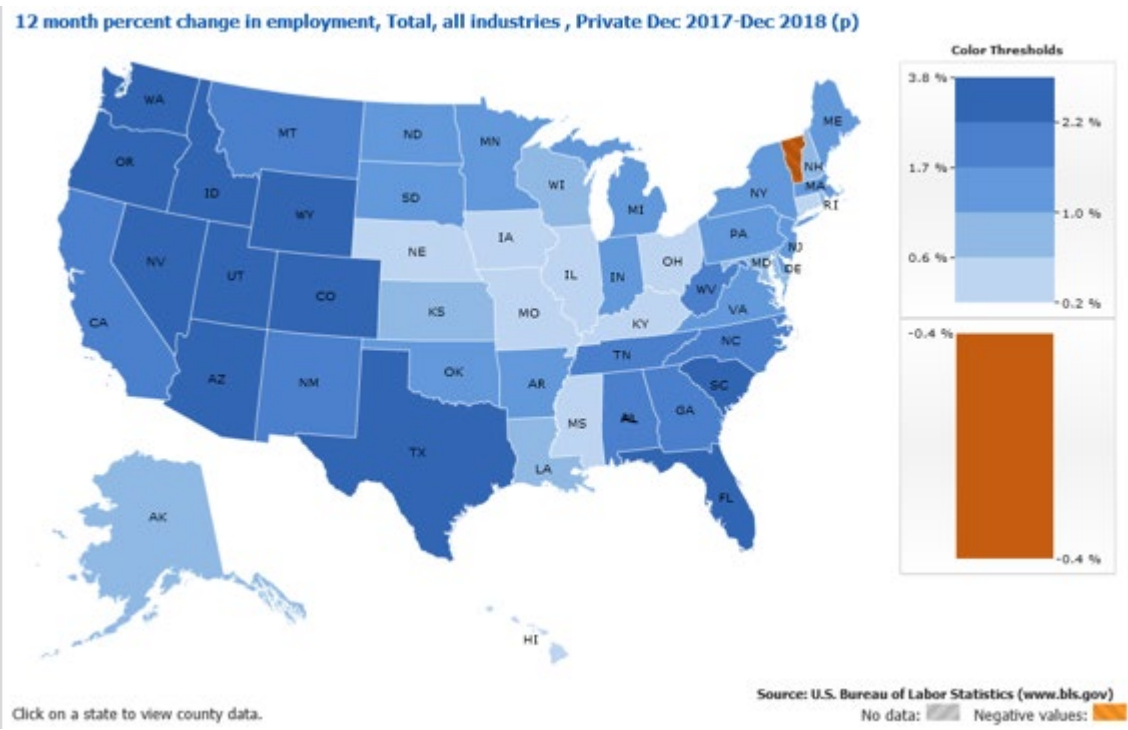 12 month percent change in employment, Total, all industries , Private Dec 2017-Dec 2018 (p)
Color Thresholds
3.8 %
2.2 %
1.7 %
1.0 %
0.6 %
0.2 %
-0.4 %
-0.4 %
WA
MT
ND
MN
ME
OR
ID
WY
SD
WI
MI
NY
NH
MA
RI
NV
UT
CO
NE
IA
IL
IN
OH
PA
NJ
MD
DE
CA
KS
MO
KY
WV
VA
AZ
NM
OK
AR
TN
NC
SC
TX
LA
MS
AL
GA
FL
AK
HI
Source: U.S. Bureau of Labor Statistics (www.bls.gov)
Click on a state to view county data.
No data:
Negative values: